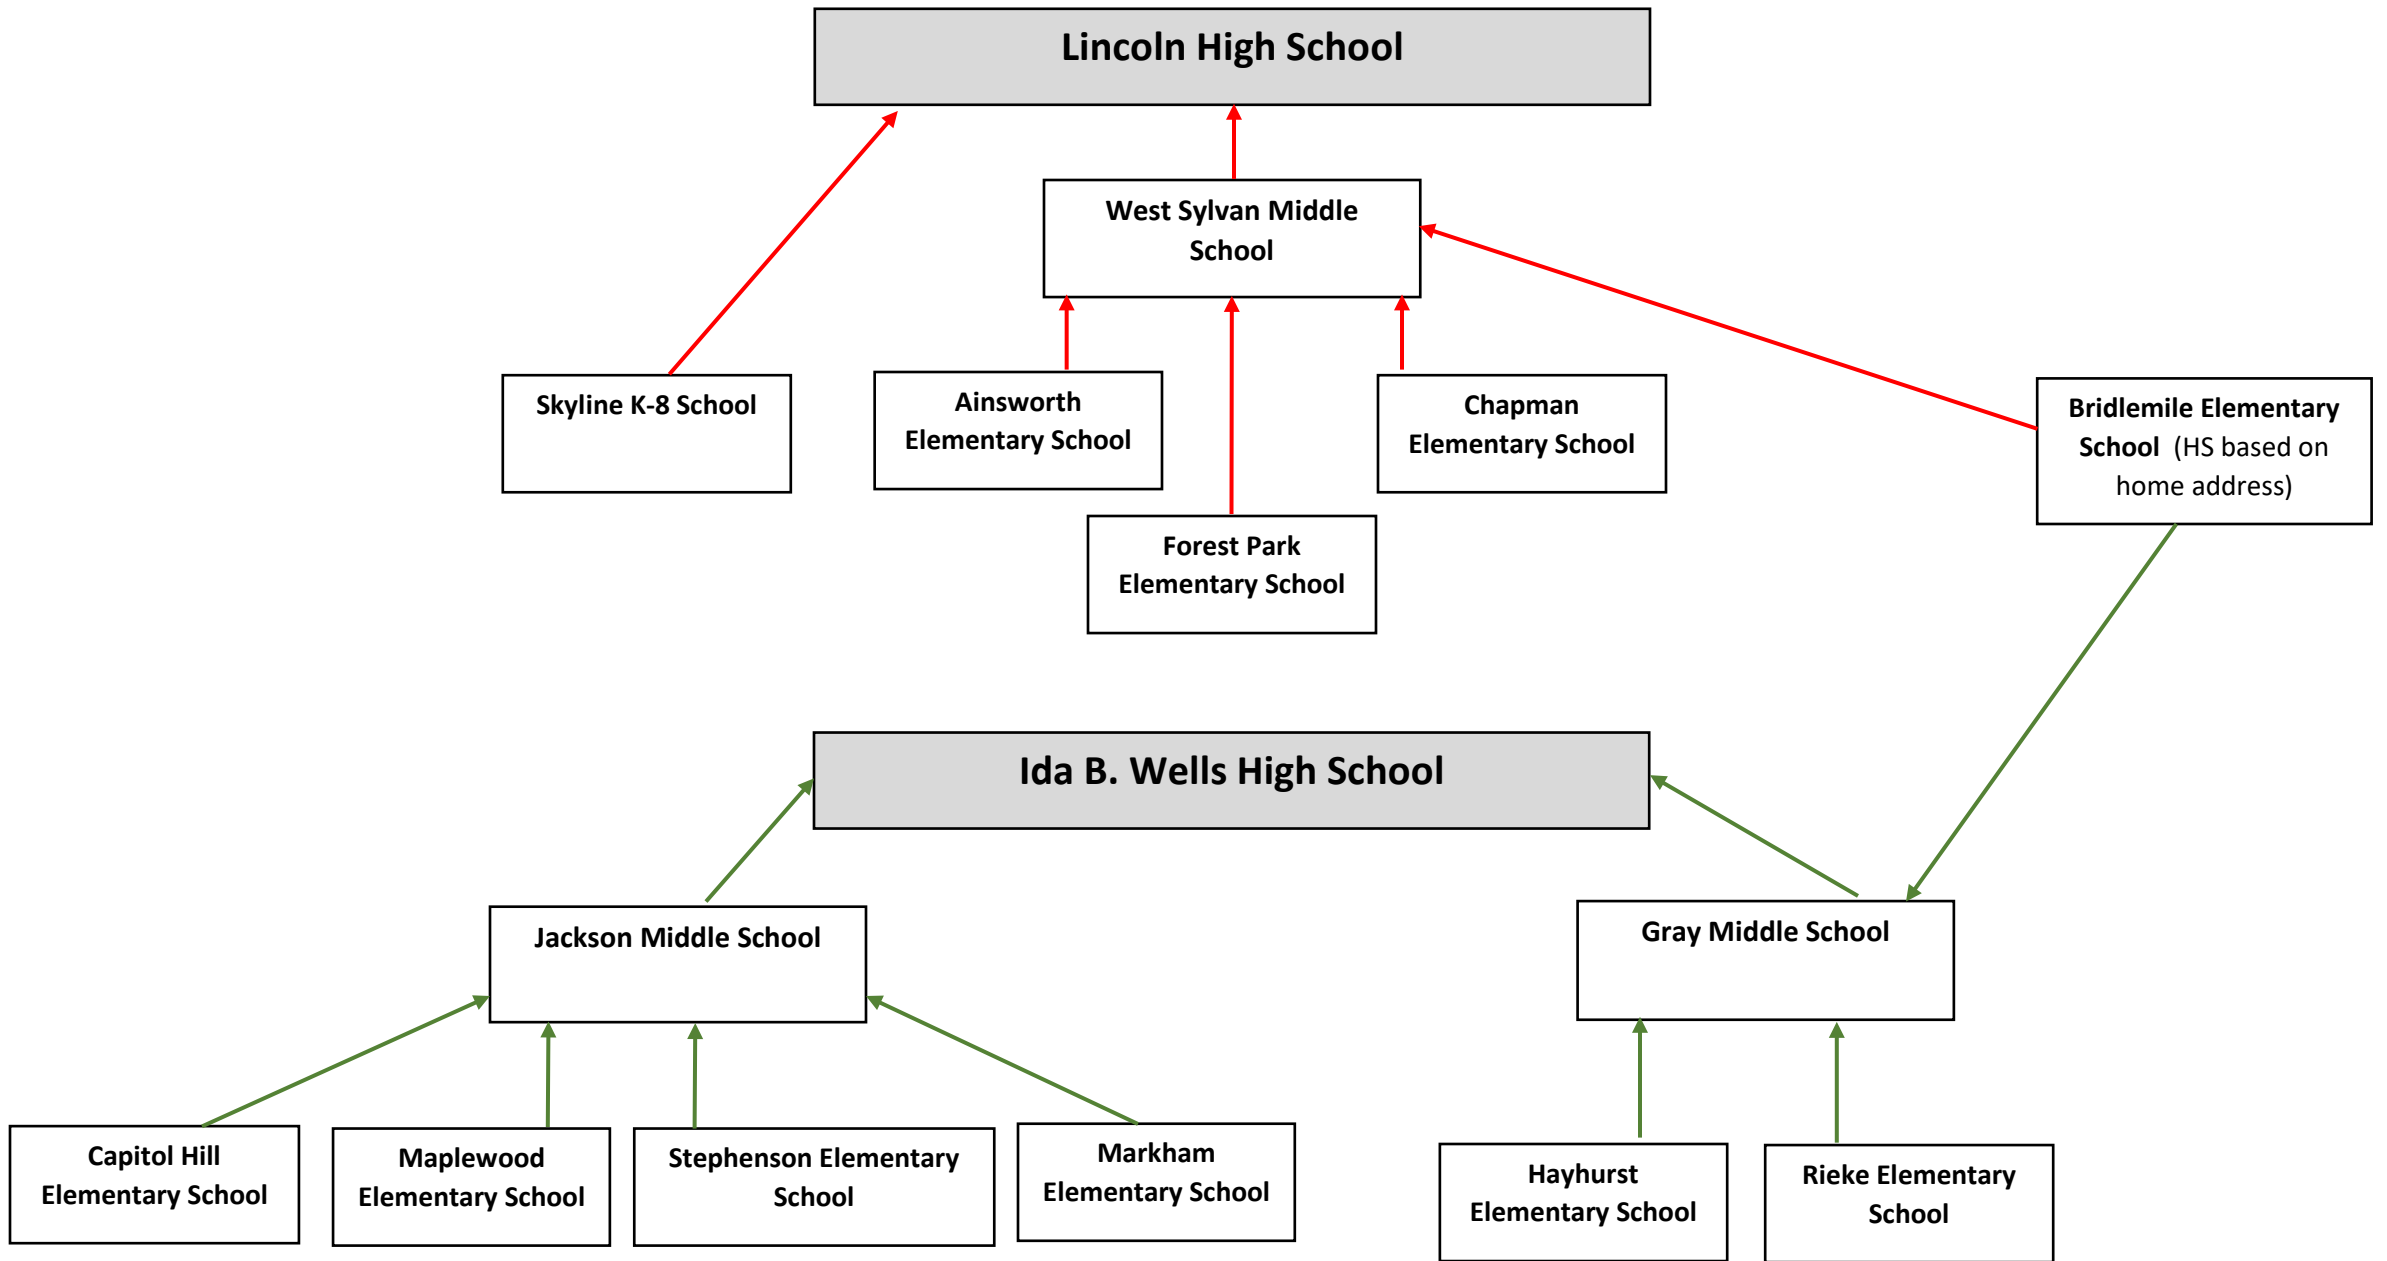 Lincoln High School
West Sylvan Middle
School
Skyline K-8 School
Ainsworth
Elementary School
Chapman
Elementary School
Bridlemile Elementary
School (HS based on
home address)
Forest Park
Elementary School
Ida B. Wells High School
Jackson Middle School
Gray Middle School
Capitol Hill
Elementary School
Maplewood
Elementary School
Stephenson Elementary
School
Markham
Elementary School
Hayhurst
Elementary School
Rieke Elementary
School